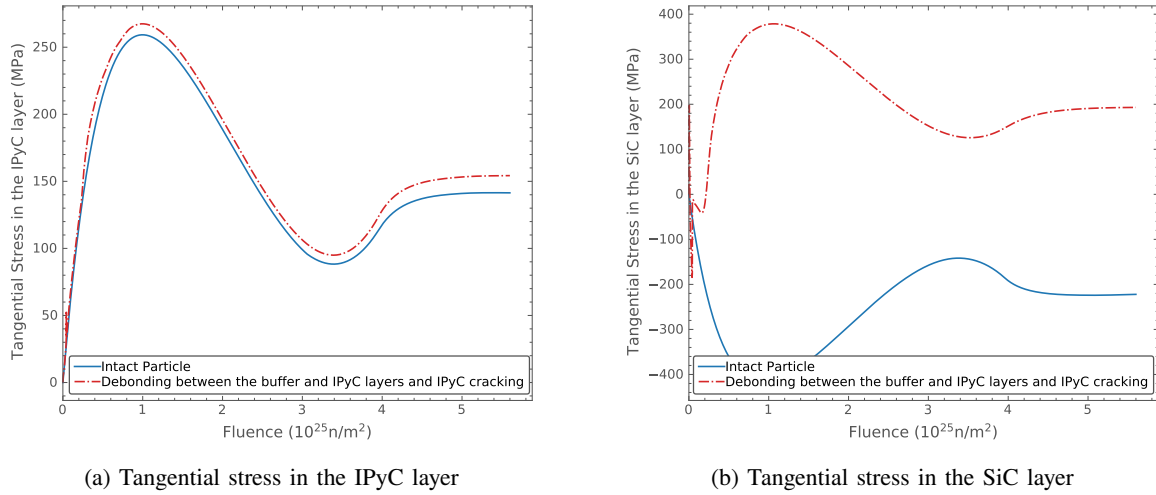 Tangential Stress in the IPyC layer (MPa)
250
200
150
100
50
0
0 1 2 3 4 5
Fluence (10²⁵n/m²)
Intact Particle
Debonding between the buffer and IPyC layers and IPyC cracking
(a) Tangential stress in the IPyC layer
Tangential Stress in the SiC layer (MPa)
400
300
200
100
0
−100
−200
−300
−400
0 1 2 3 4 5
Fluence (10²⁵n/m²)
Intact Particle
Debonding between the buffer and IPyC layers and IPyC cracking
(b) Tangential stress in the SiC layer